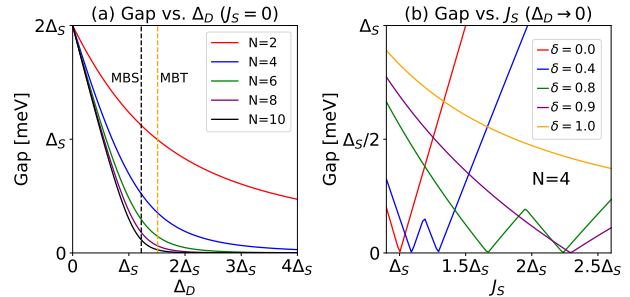 (a) Gap vs. Δ_D (J_S = 0)
Gap [meV]
2Δ_S
Δ_S
0
MBS
MBT
N=2
N=4
N=6
N=8
N=10
0
Δ_S
2Δ_S
3Δ_S
4Δ_S
Δ_D
(b) Gap vs. J_S (Δ_D → 0)
Gap [meV]
Δ_S
Δ_S/2
0
δ = 0.0
δ = 0.4
δ = 0.8
δ = 0.9
δ = 1.0
N=4
Δ_S
1.5Δ_S
2Δ_S
2.5Δ_S
J_S